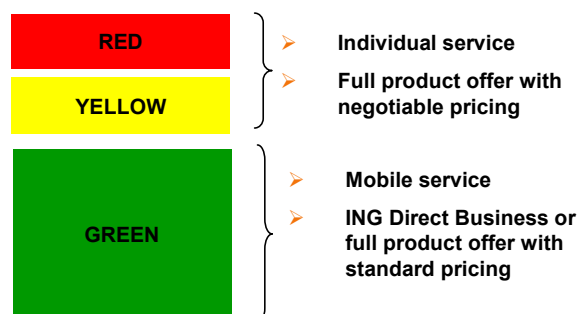 RED
Individual service
Full product offer with
negotiable pricing
YELLOW
Mobile service
ING Direct Business or
full product offer with
standard pricing
GREEN